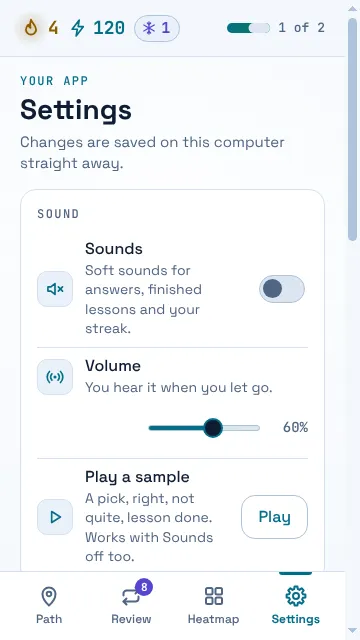 4 120 1 1 of 2
YOUR APP
Settings
Changes are saved on this computer
straight away.
SOUND
Sounds
Soft sounds for
answers, finished
lessons and your
streak.
Volume
You hear it when you let go.
60%
Play a sample
A pick, right, not
quite, lesson done.
Works with Sounds
off too.
Play
8
Path Review Heatmap Settings